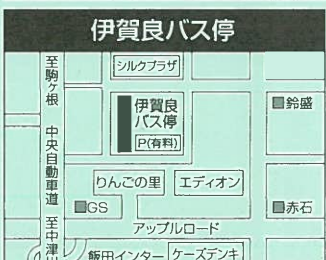 伊賀良バス停
至駒ヶ根
中央自動車道
至中津川
シルクプラザ
伊賀良
バス停
P(有料)
鈴盛
りんごの里
エディオン
GS
赤石
アップルロード
飯田インター
ケーズデンキ